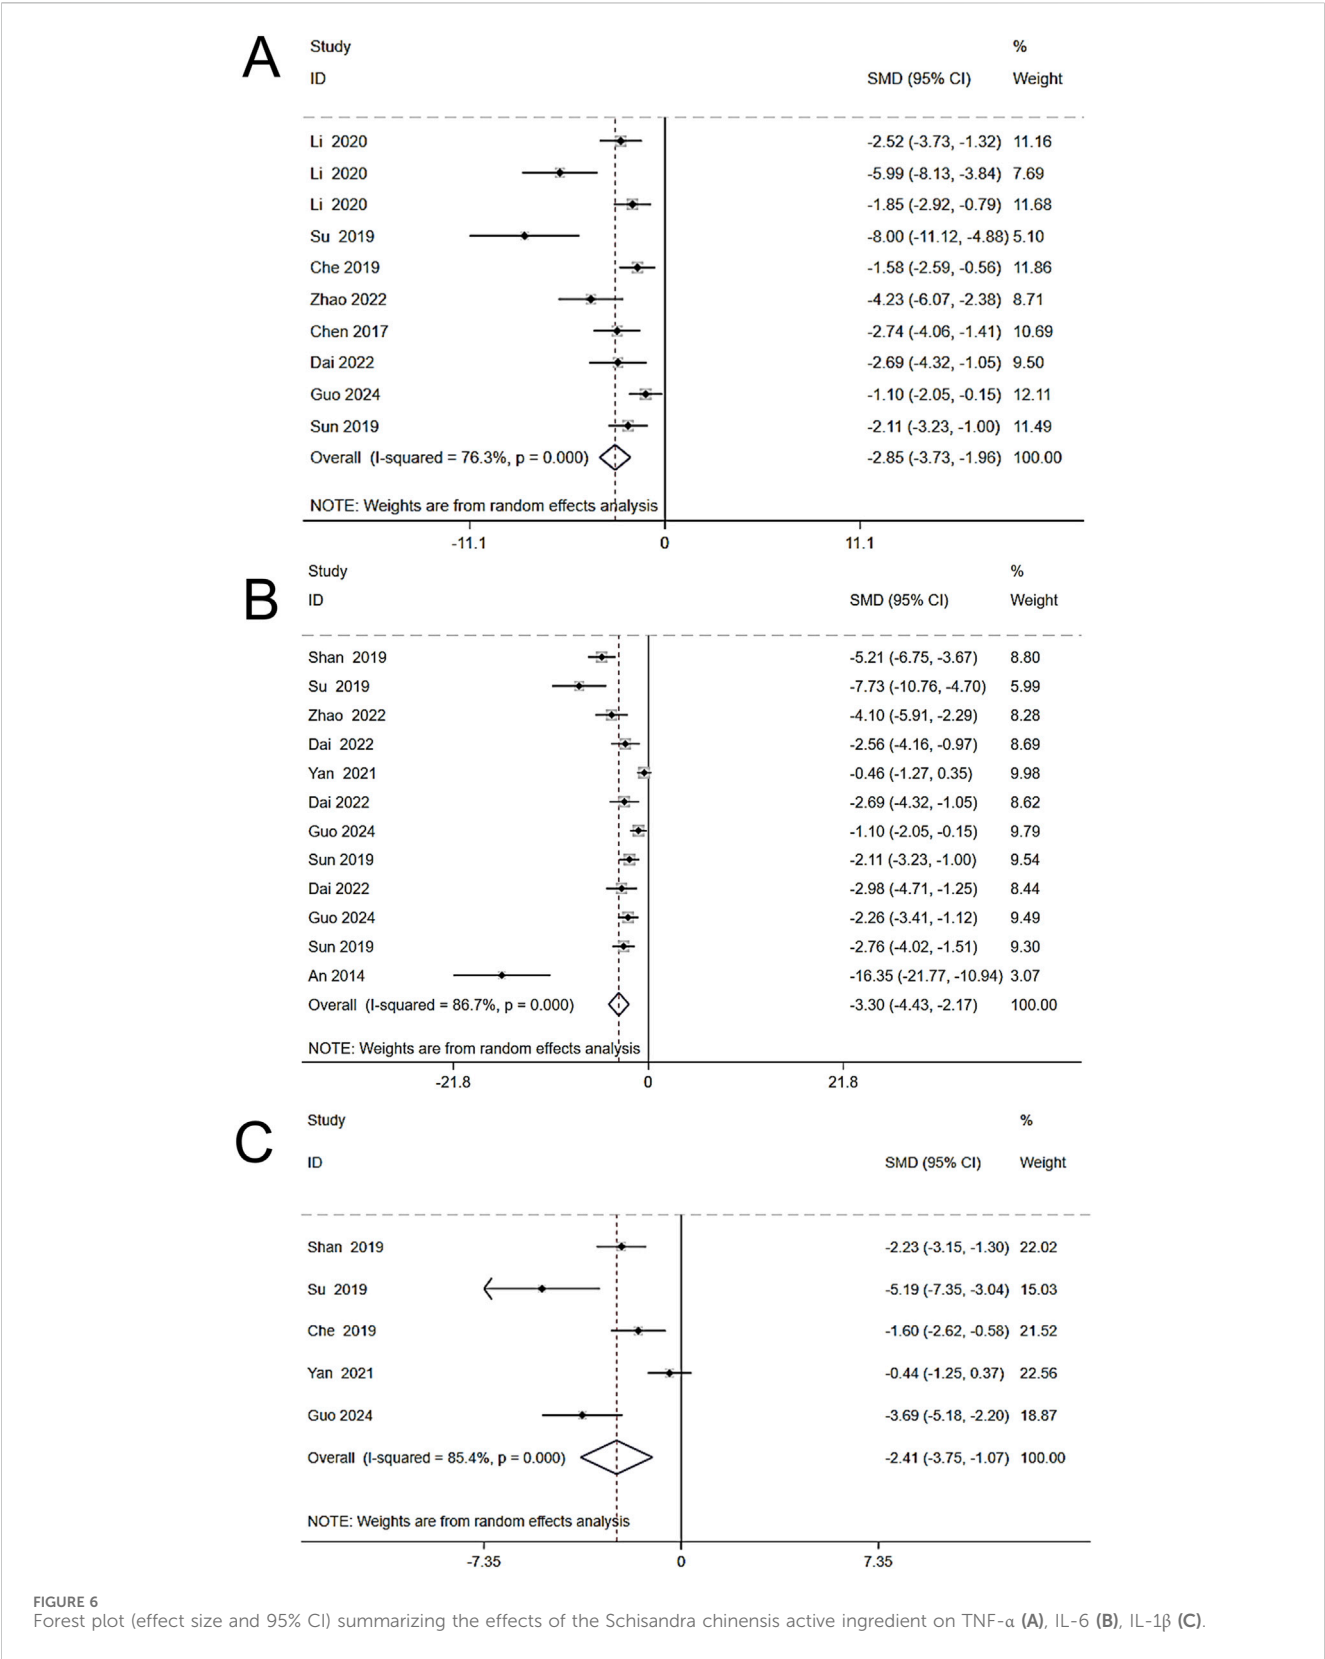 A
Study %
ID SMD (95% CI) Weight
Li 2020 -2.52 (-3.73, -1.32) 11.16
Li 2020 -5.99 (-8.13, -3.84) 7.69
Li 2020 -1.85 (-2.92, -0.79) 11.68
Su 2019 -8.00 (-11.12, -4.88) 5.10
Che 2019 -1.58 (-2.59, -0.56) 11.86
Zhao 2022 -4.23 (-6.07, -2.38) 8.71
Chen 2017 -2.74 (-4.06, -1.41) 10.69
Dai 2022 -2.69 (-4.32, -1.05) 9.50
Guo 2024 -1.10 (-2.05, -0.15) 12.11
Sun 2019 -2.11 (-3.23, -1.00) 11.49
Overall (I-squared = 76.3%, p = 0.000) -2.85 (-3.73, -1.96) 100.00
NOTE: Weights are from random effects analysis
-11.1 0 11.1
B
Study %
ID SMD (95% CI) Weight
Shan 2019 -5.21 (-6.75, -3.67) 8.80
Su 2019 -7.73 (-10.76, -4.70) 5.99
Zhao 2022 -4.10 (-5.91, -2.29) 8.28
Dai 2022 -2.56 (-4.16, -0.97) 8.69
Yan 2021 -0.46 (-1.27, 0.35) 9.98
Dai 2022 -2.69 (-4.32, -1.05) 8.62
Guo 2024 -1.10 (-2.05, -0.15) 9.79
Sun 2019 -2.11 (-3.23, -1.00) 9.54
Dai 2022 -2.98 (-4.71, -1.25) 8.44
Guo 2024 -2.26 (-3.41, -1.12) 9.49
Sun 2019 -2.76 (-4.02, -1.51) 9.30
An 2014 -16.35 (-21.77, -10.94) 3.07
Overall (I-squared = 86.7%, p = 0.000) -3.30 (-4.43, -2.17) 100.00
NOTE: Weights are from random effects analysis
-21.8 0 21.8
C
Study %
ID SMD (95% CI) Weight
Shan 2019 -2.23 (-3.15, -1.30) 22.02
Su 2019 -5.19 (-7.35, -3.04) 15.03
Che 2019 -1.60 (-2.62, -0.58) 21.52
Yan 2021 -0.44 (-1.25, 0.37) 22.56
Guo 2024 -3.69 (-5.18, -2.20) 18.87
Overall (I-squared = 85.4%, p = 0.000) -2.41 (-3.75, -1.07) 100.00
NOTE: Weights are from random effects analysis
-7.35 0 7.35
FIGURE 6
Forest plot (effect size and 95% CI) summarizing the effects of the Schisandra chinensis active ingredient on TNF-α (A), IL-6 (B), IL-1β (C).